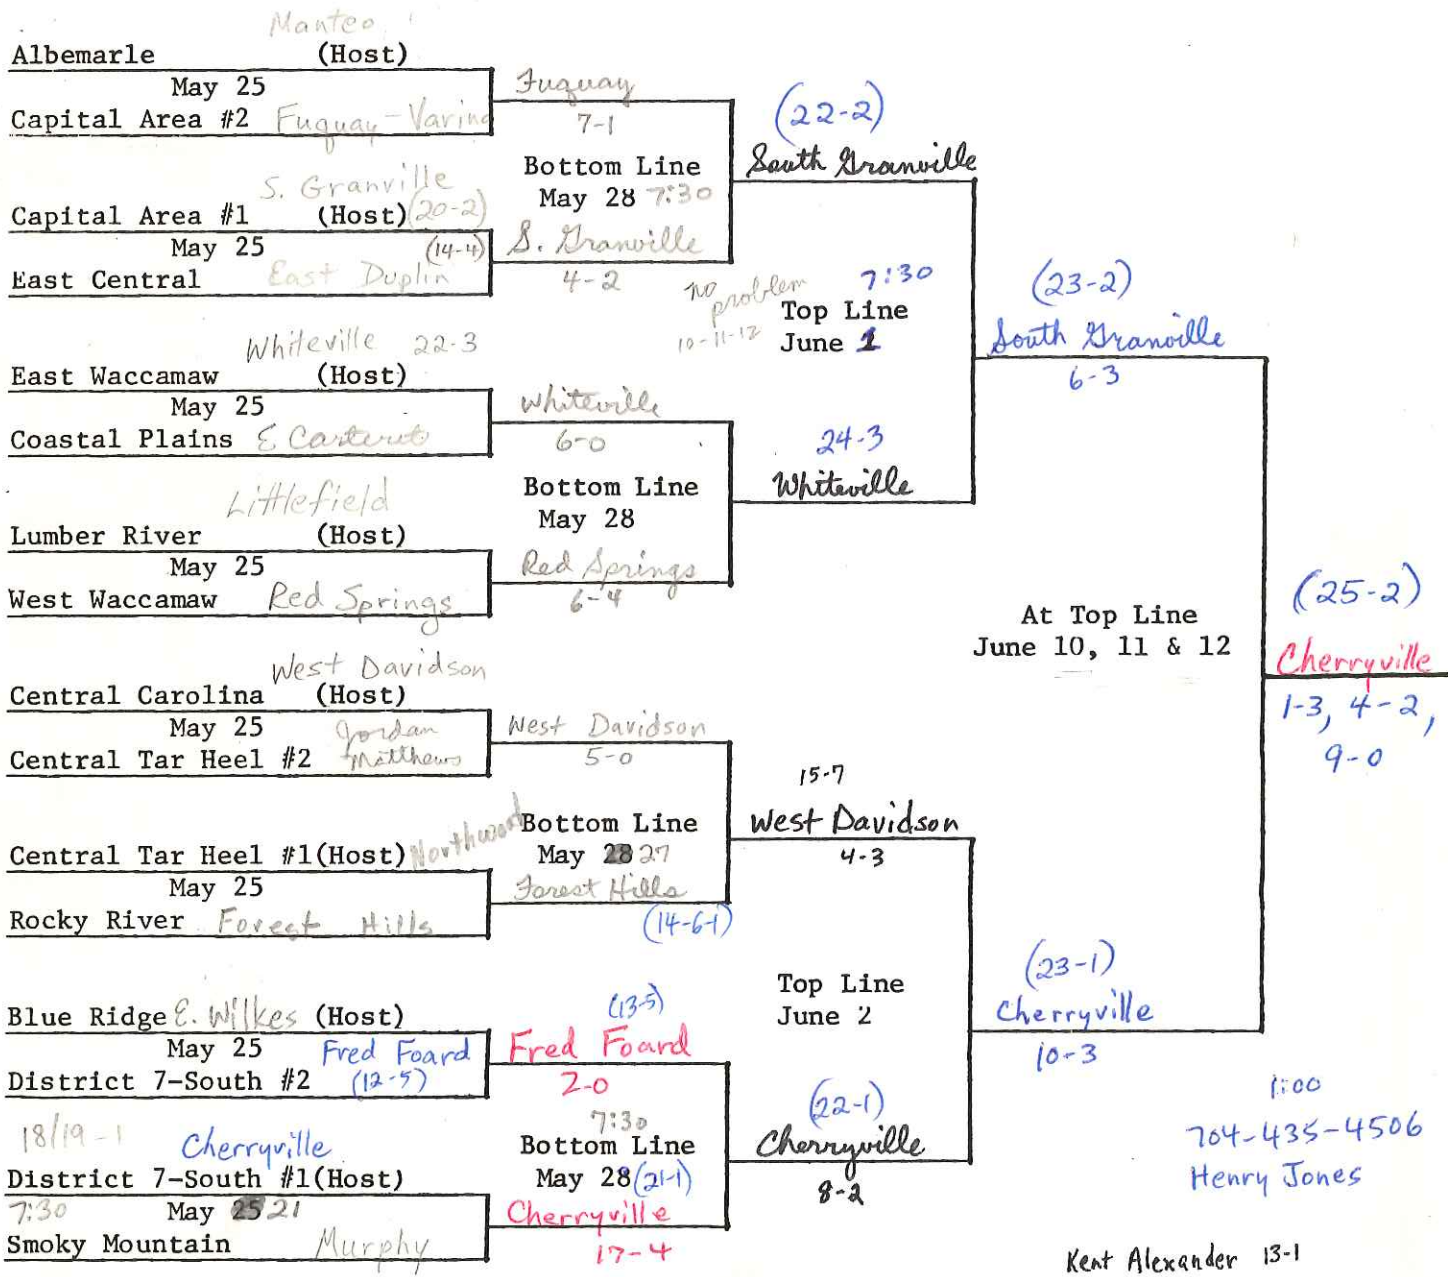 Manteo
Albemarle (Host)
May 25
Capital Area #2 Fuquay-Varina
Fuquay
7-1
S. Granville
Capital Area #1 (Host) (20-2)
May 25 (14-4)
East Central East Duplin
Bottom Line
May 28 7:30
S. Granville
4-2
(22-2)
South Granville
Whiteville 22-3
East Waccamaw (Host)
May 25
Coastal Plains E Carteret
Whiteville
6-0
no problem
10-11-12
7:30
Top Line
June 1
(23-2)
South Granville
6-3
Littlefield
Lumber River (Host)
May 25
West Waccamaw Red Springs
Bottom Line
May 28
Red Springs
6-4
24-3
Whiteville
At Top Line
June 10, 11 & 12
(25-2)
Cherryville
1-3, 4-2,
9-0
West Davidson
Central Carolina (Host)
May 25
Central Tar Heel #2 Jordan Matthews
West Davidson
5-0
Central Tar Heel #1(Host) Northwood
May 25
Rocky River Forest Hills
Bottom Line
May 28 27
Forest Hills
(14-6-1)
15-7
West Davidson
4-3
Blue Ridge E. Wilkes (Host)
May 25 Fred Foard
District 7-South #2 (12-5)
(13-5)
Fred Foard
2-0
Top Line
June 2
(23-1)
Cherryville
10-3
18/19-1 Cherryville
District 7-South #1(Host)
7:30 May 25 21
Smoky Mountain Murphy
7:30
Bottom Line
May 28 (21-1)
Cherryville
17-4
(22-1)
Cherryville
8-2
1:00
704-435-4506
Henry Jones
Kent Alexander 13-1